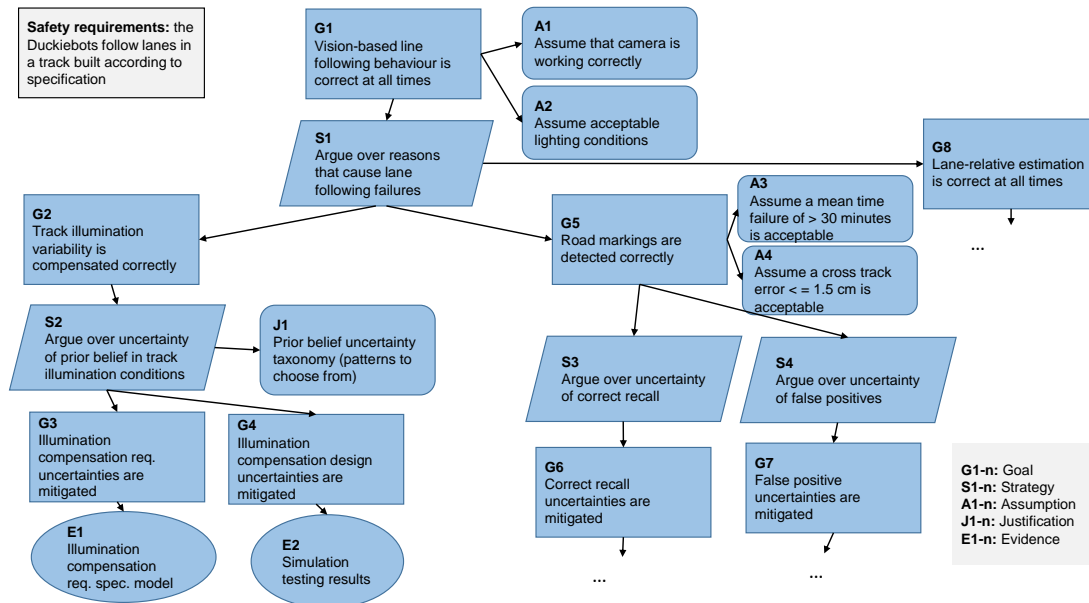 Safety requirements: the
Duckiebots follow lanes in
a track built according to
specification
G1
Vision-based line
following behaviour is
correct at all times
A1
Assume that camera is
working correctly
A2
Assume acceptable
lighting conditions
S1
Argue over reasons
that cause lane
following failures
G8
Lane-relative estimation
is correct at all times
...
G2
Track illumination
variability is
compensated correctly
G5
Road markings are
detected correctly
A3
Assume a mean time
failure of > 30 minutes
is acceptable
A4
Assume a cross track
error < = 1.5 cm is
acceptable
S2
Argue over uncertainty
of prior belief in track
illumination conditions
J1
Prior belief uncertainty
taxonomy (patterns to
choose from)
S3
Argue over uncertainty
of correct recall
S4
Argue over uncertainty
of false positives
G3
Illumination
compensation req.
uncertainties are
mitigated
G4
Illumination
compensation design
uncertainties are
mitigated
G6
Correct recall
uncertainties are
mitigated
G7
False positive
uncertainties are
mitigated
E1
Illumination
compensation
req. spec. model
E2
Simulation
testing results
...
...
G1-n: Goal
S1-n: Strategy
A1-n: Assumption
J1-n: Justification
E1-n: Evidence